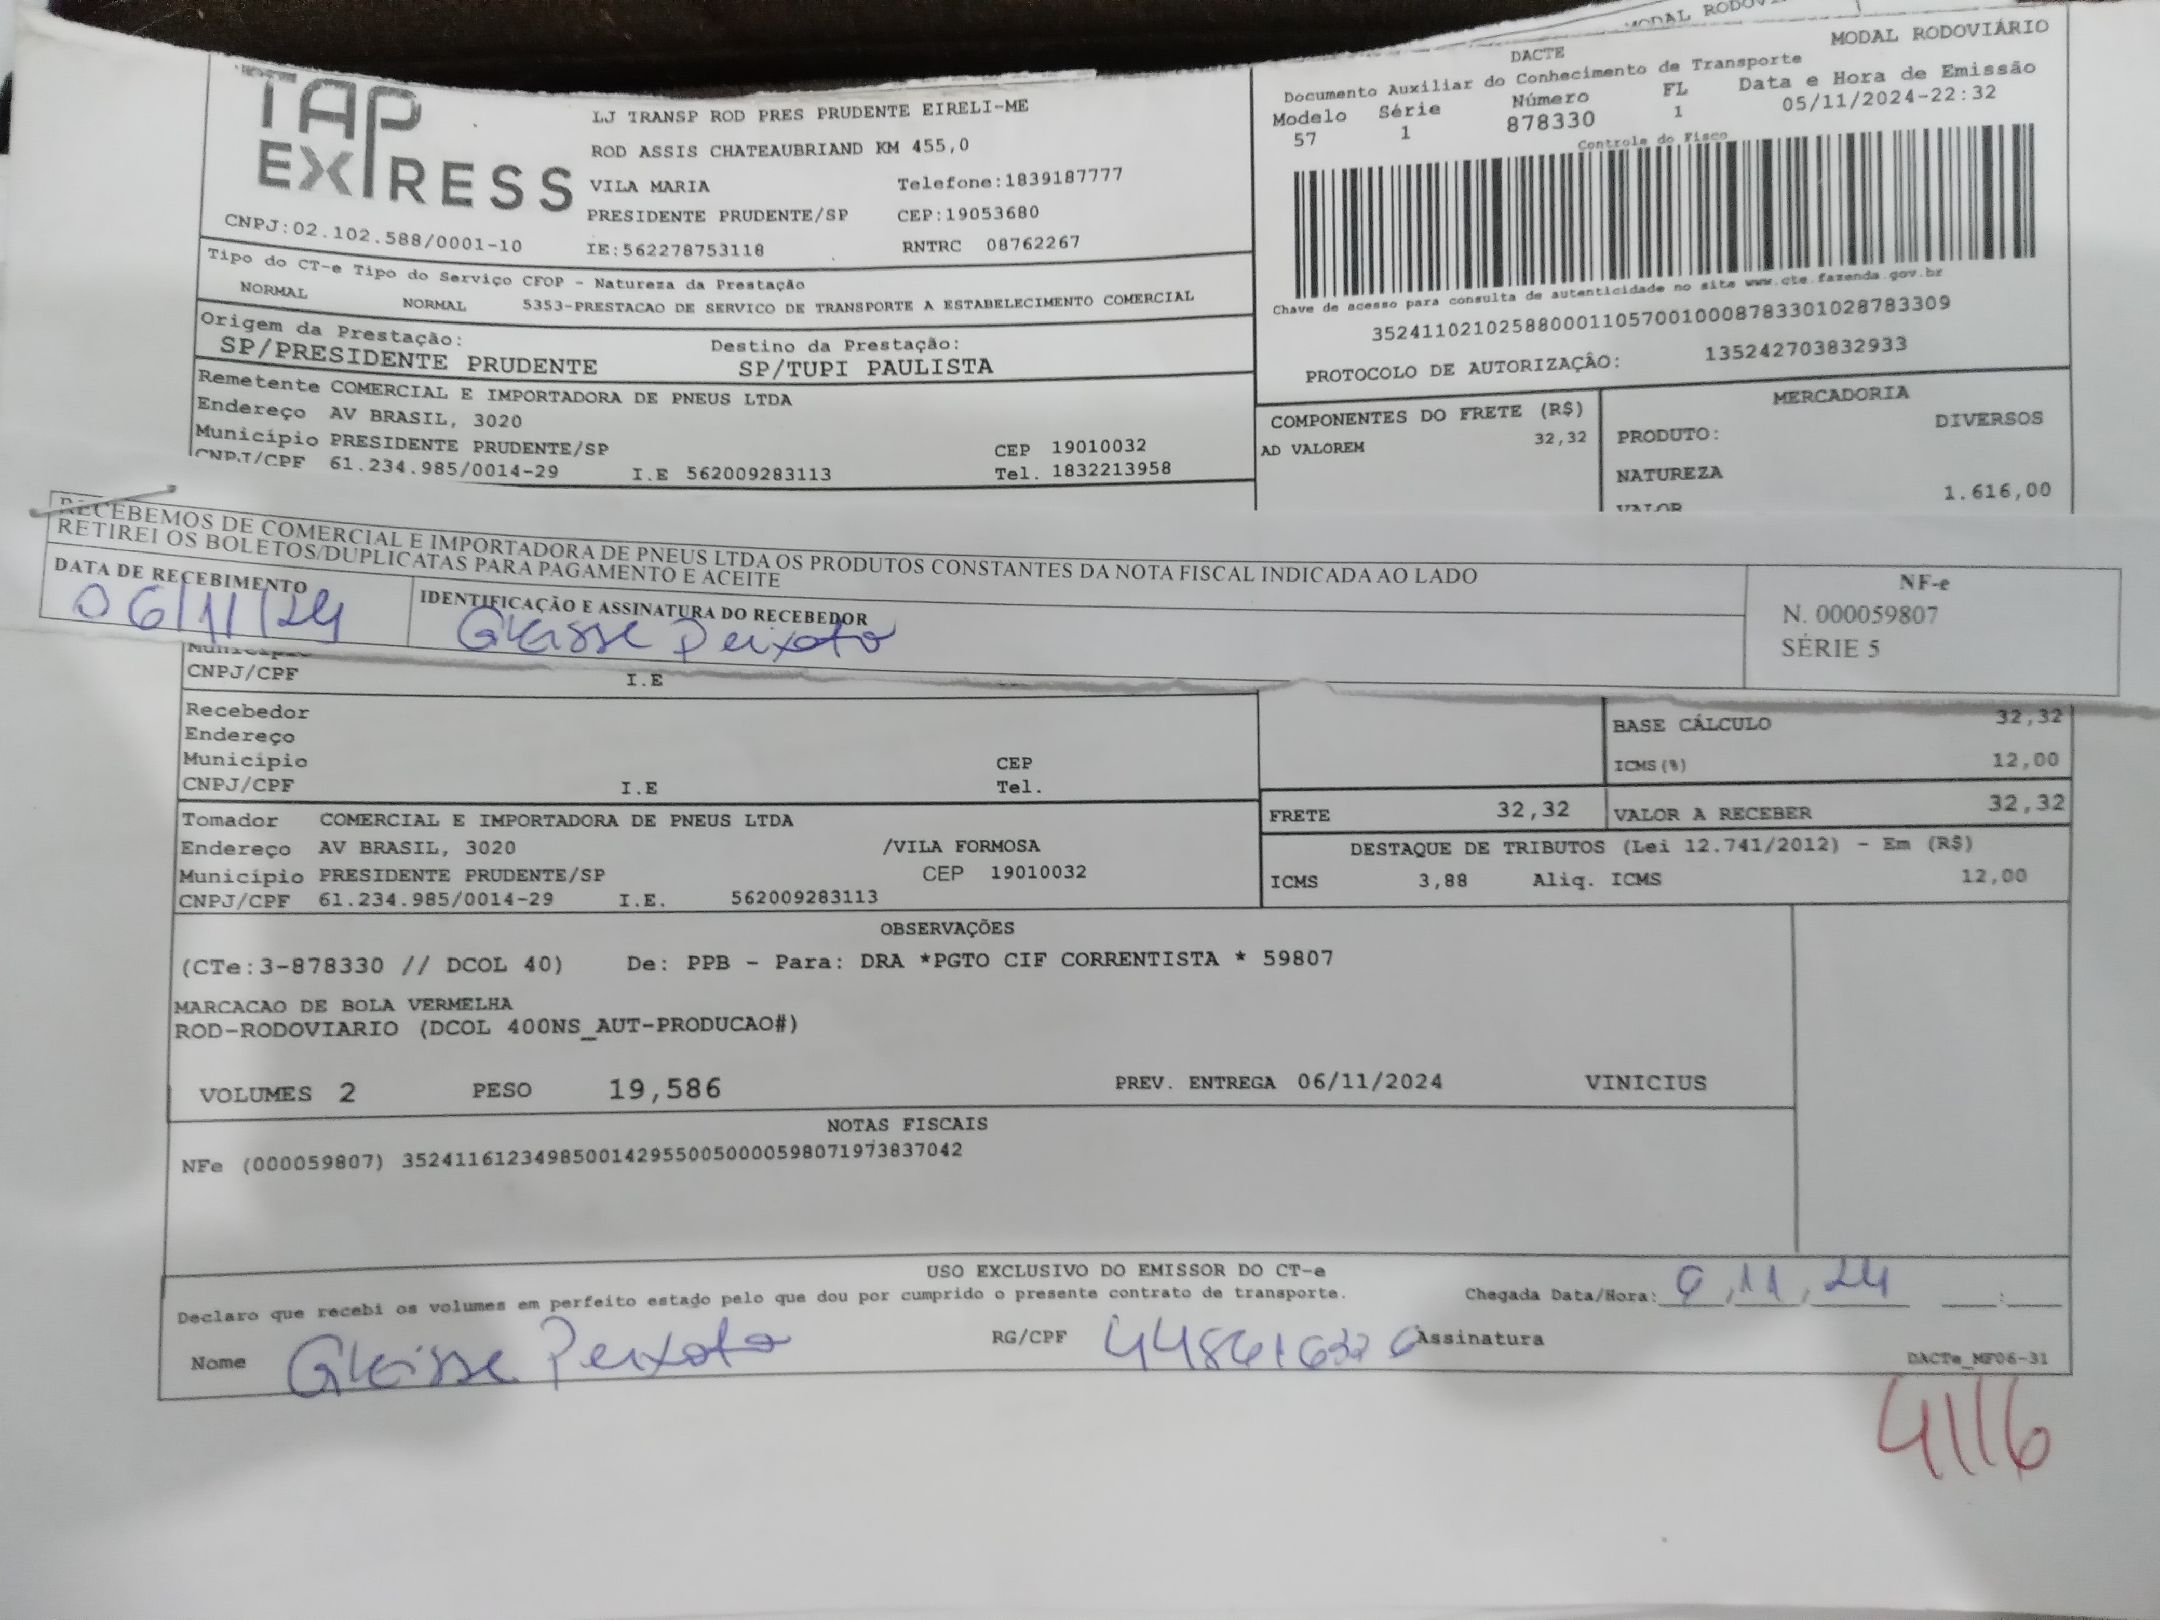 MODAL RODOV
TAP
EXPRESS
LJ TRANSP ROD PRES PRUDENTE EIRELI-ME
ROD ASSIS CHATEAUBRIAND KM 455,0
VILA MARIA Telefone:1839187777
PRESIDENTE PRUDENTE/SP CEP:19053680
CNPJ:02.102.588/0001-10 IE:562278753118 RNTRC 08762267
DACTE MODAL RODOVIÁRIO
Documento Auxiliar do Conhecimento de Transporte
Modelo Série Número FL Data e Hora de Emissão
57 1 878330 1 05/11/2024-22:32
Controle do Fisco
Chave de acesso para consulta de autenticidade no site www.cte.fazenda.gov.br
35241102102588000110570010008783301028783309
PROTOCOLO DE AUTORIZAÇÃO: 135242703832933
Tipo do CT-e Tipo do Serviço CFOP - Natureza da Prestação
NORMAL NORMAL 5353-PRESTACAO DE SERVICO DE TRANSPORTE A ESTABELECIMENTO COMERCIAL
Origem da Prestação: Destino da Prestação:
SP/PRESIDENTE PRUDENTE SP/TUPI PAULISTA
Remetente COMERCIAL E IMPORTADORA DE PNEUS LTDA
Endereço AV BRASIL, 3020
Município PRESIDENTE PRUDENTE/SP CEP 19010032
CNPJ/CPF 61.234.985/0014-29 I.E 562009283113 Tel. 1832213958
COMPONENTES DO FRETE (R$) MERCADORIA
AD VALOREM 32,32 PRODUTO: DIVERSOS
NATUREZA
VALOR 1.616,00
RECEBEMOS DE COMERCIAL E IMPORTADORA DE PNEUS LTDA OS PRODUTOS CONSTANTES DA NOTA FISCAL INDICADA AO LADO
RETIREI OS BOLETOS/DUPLICATAS PARA PAGAMENTO E ACEITE
DATA DE RECEBIMENTO IDENTIFICAÇÃO E ASSINATURA DO RECEBEDOR
06/11/24 Gleisse Peixoto
NF-e
N. 000059807
SÉRIE 5
Município
CNPJ/CPF I.E
Recebedor
Endereço
Município CEP
CNPJ/CPF I.E Tel.
BASE CÁLCULO 32,32
ICMS(%) 12,00
FRETE 32,32 VALOR A RECEBER 32,32
Tomador COMERCIAL E IMPORTADORA DE PNEUS LTDA
Endereço AV BRASIL, 3020 /VILA FORMOSA
Município PRESIDENTE PRUDENTE/SP CEP 19010032
CNPJ/CPF 61.234.985/0014-29 I.E. 562009283113
DESTAQUE DE TRIBUTOS (Lei 12.741/2012) - Em (R$)
ICMS 3,88 Aliq. ICMS 12,00
OBSERVAÇÕES
(CTe:3-878330 // DCOL 40) De: PPB - Para: DRA *PGTO CIF CORRENTISTA * 59807
MARCACAO DE BOLA VERMELHA
ROD-RODOVIARIO (DCOL 400NS_AUT-PRODUCAO#)
VOLUMES 2 PESO 19,586 PREV. ENTREGA 06/11/2024 VINICIUS
NOTAS FISCAIS
NFe (000059807) 35241161234985001429550050000598071973837042
USO EXCLUSIVO DO EMISSOR DO CT-e
Declaro que recebi os volumes em perfeito estado pelo que dou por cumprido o presente contrato de transporte. Chegada Data/Hora: 6,11,24 :
Nome Gleisse Peixoto RG/CPF Assinatura
DACTe_MF06-31